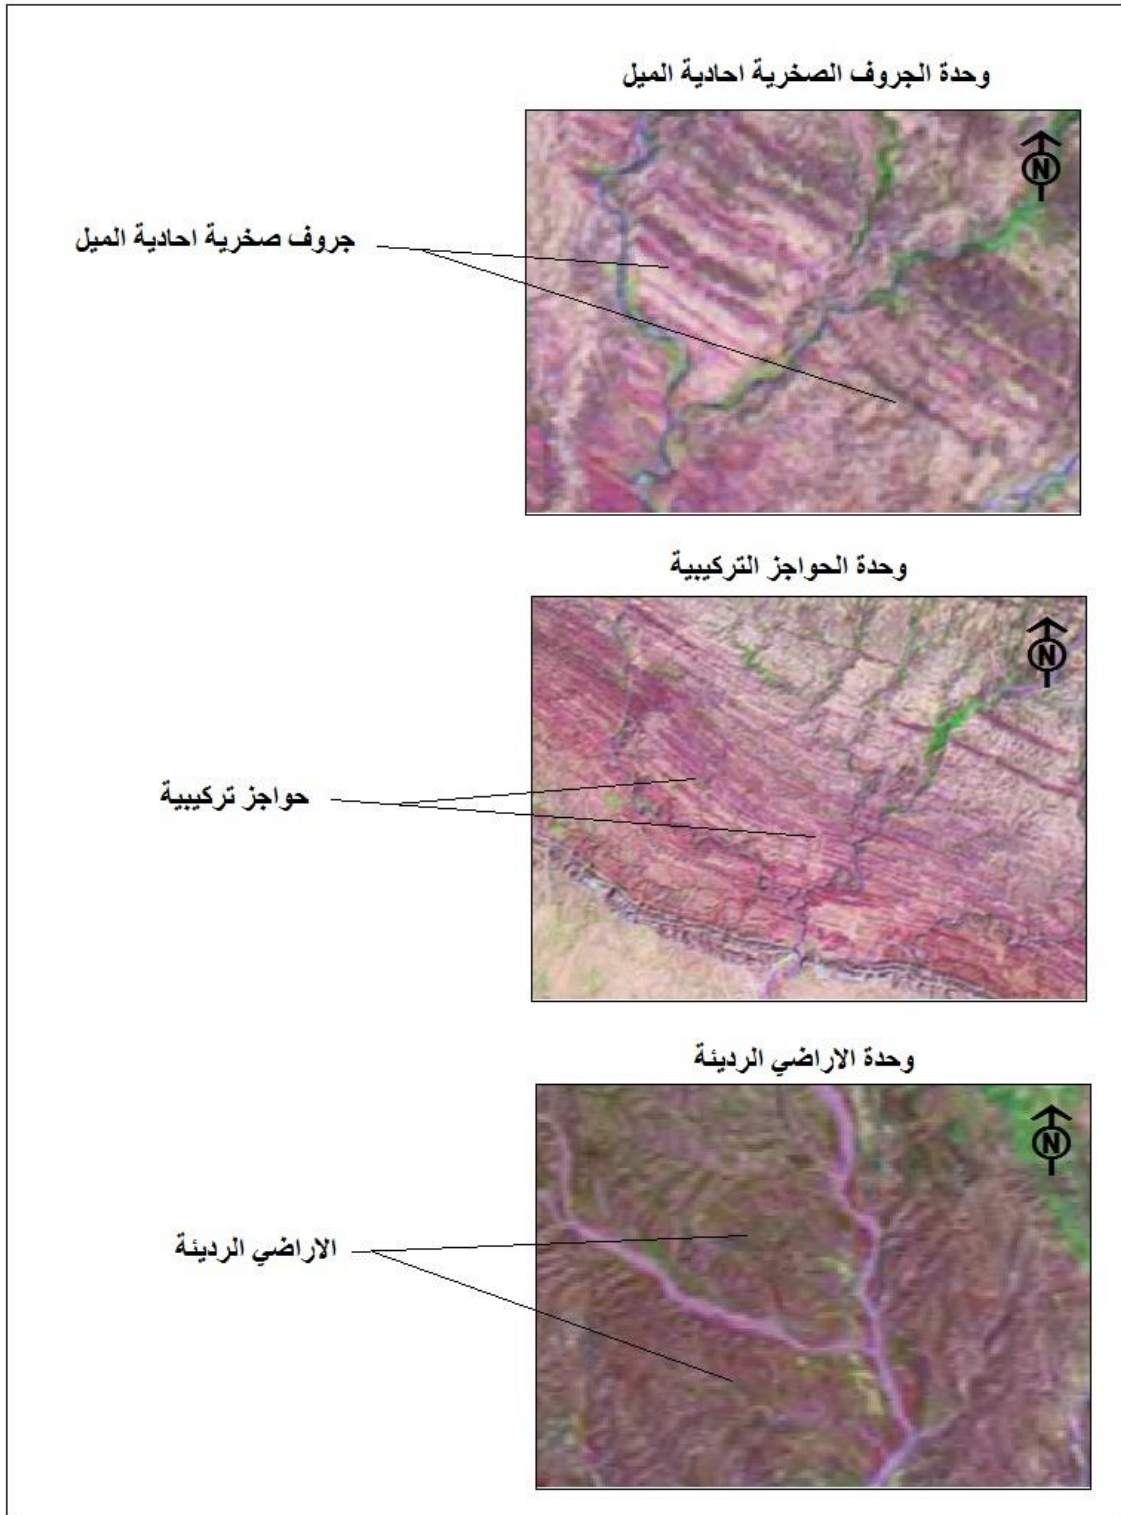 وحدة الجروف الصخرية احادية الميل
N
جروف صخرية احادية الميل
وحدة الحواجز التركيبية
N
حواجز تركيبية
وحدة الاراضي الرديئة
N
الاراضي الرديئة